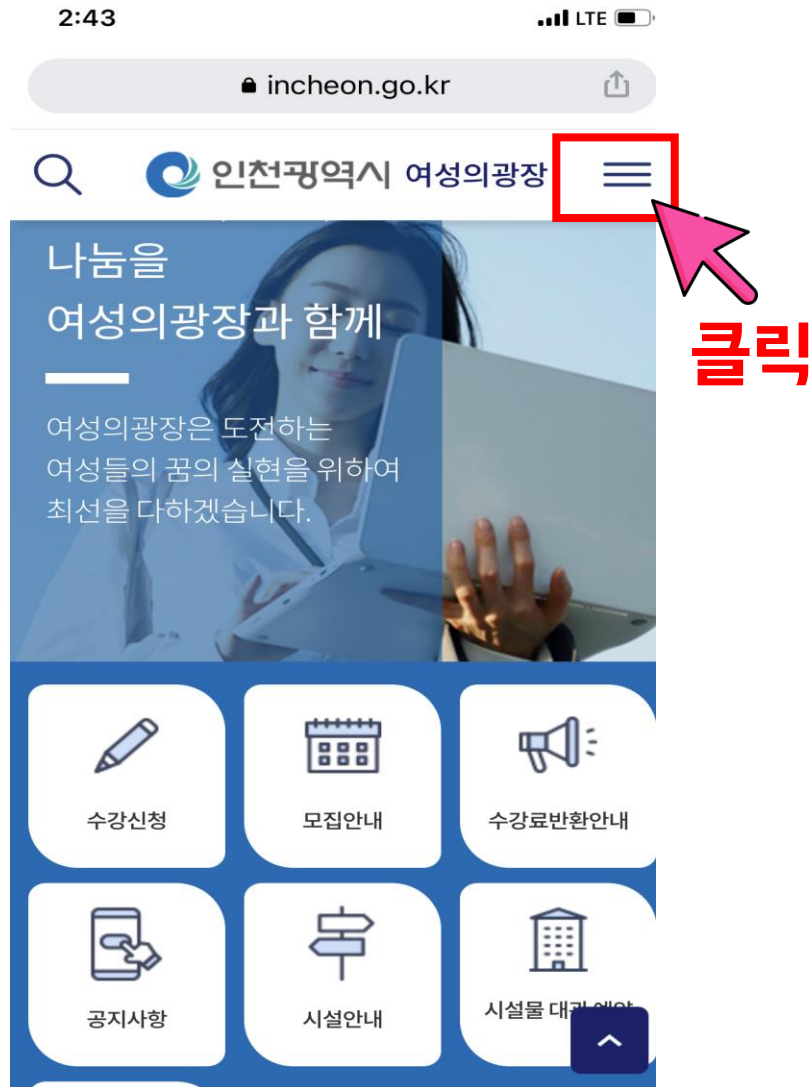 2:43 LTE
incheon.go.kr
인천광역시 여성의광장
나눔을
여성의광장과 함께
클릭
여성의광장은 도전하는
여성들의 꿈의 실현을 위하여
최선을 다하겠습니다.
수강신청 모집안내 수강료반환안내
공지사항 시설안내 시설물 대관 예약